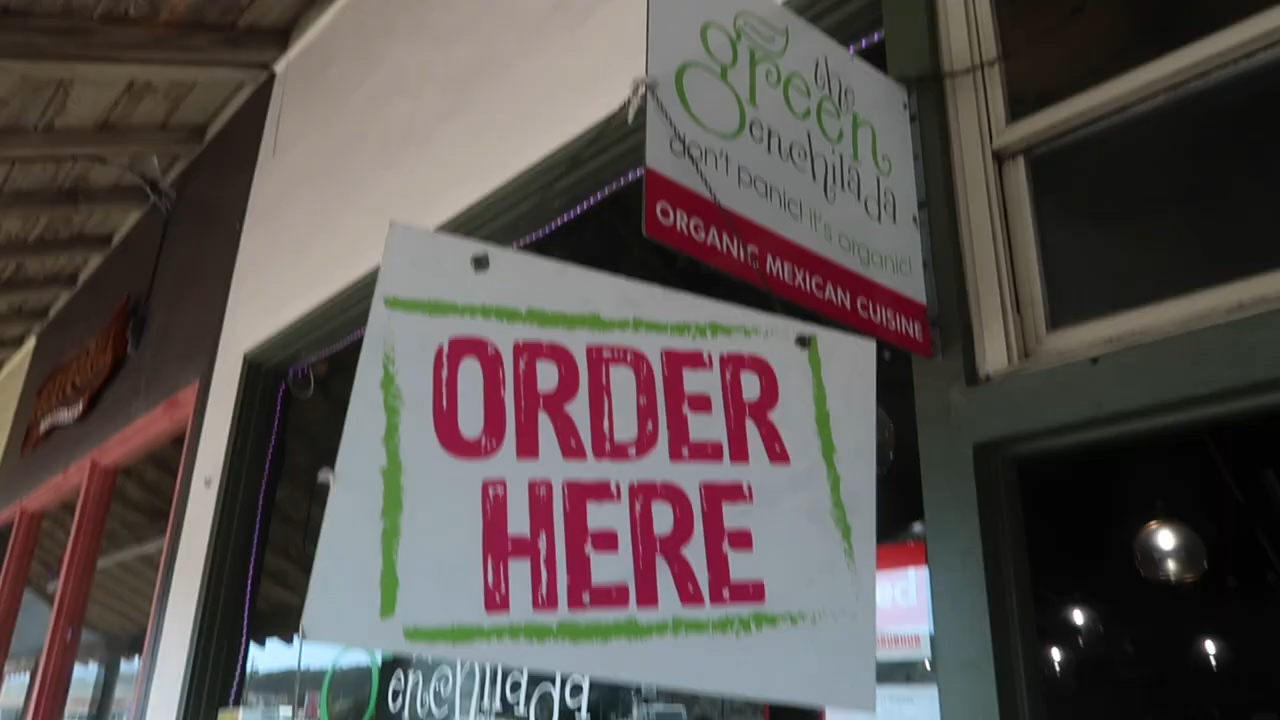 the
green
enchilada
don't panic! it's organic!
ORGANIC MEXICAN CUISINE
ORDER
HERE
enchilada